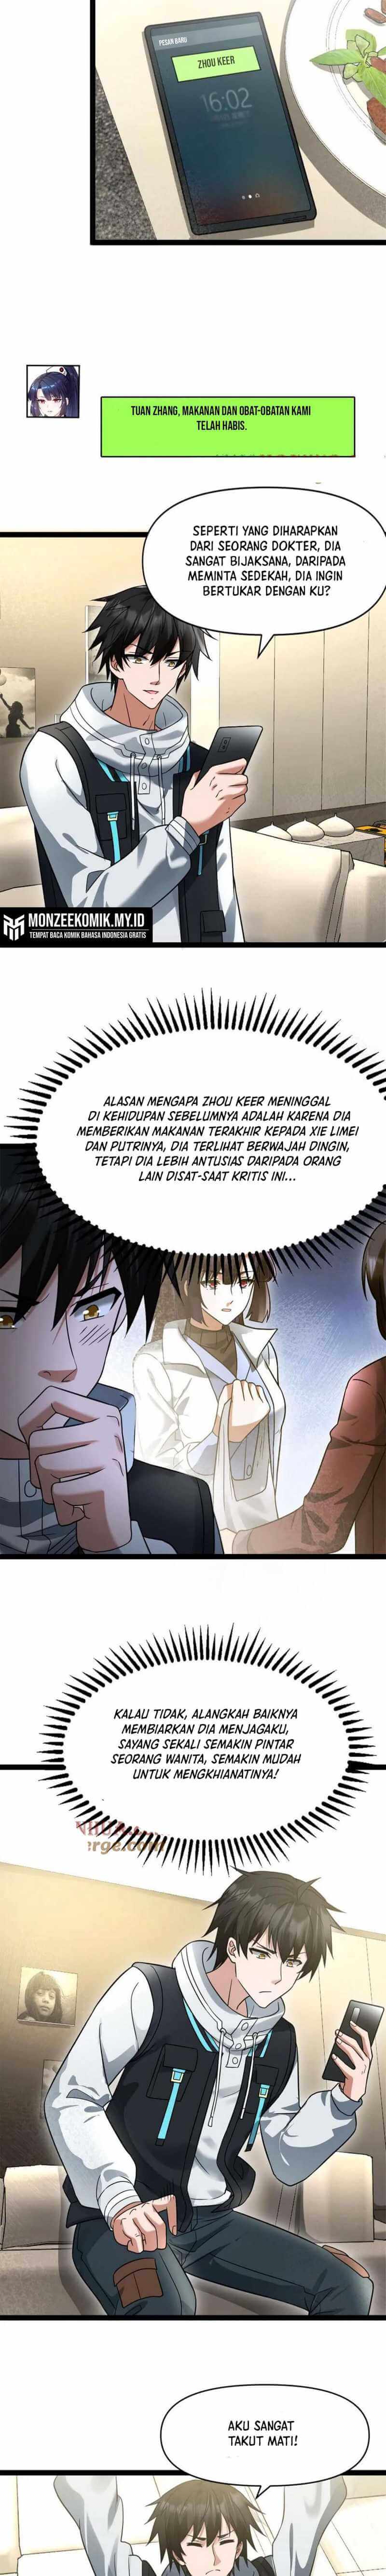 PESAN BARU
ZHOU KEER
16:02
TUAN ZHANG, MAKANAN DAN OBAT-OBATAN KAMI
TELAH HABIS.
SEPERTI YANG DIHARAPKAN
DARI SEORANG DOKTER, DIA
SANGAT BIJAKSANA, DARIPADA
MEMINTA SEDEKAH, DIA INGIN
BERTUKAR DENGAN KU?
MONZEEKOMIK.MY.ID
TEMPAT BACA KOMIK BAHASA INDONESIA GRATIS
ALASAN MENGAPA ZHOU KEER MENINGGAL
DI KEHIDUPAN SEBELUMNYA ADALAH KARENA DIA
MEMBERIKAN MAKANAN TERAKHIR KEPADA XIE LIMEI
DAN PUTRINYA, DIA TERLIHAT BERWAJAH DINGIN,
TETAPI DIA LEBIH ANTUSIAS DARIPADA ORANG
LAIN DISAT-SAAT KRITIS INI...
KALAU TIDAK, ALANGKAH BAIKNYA
MEMBIARKAN DIA MENJAGAKU,
SAYANG SEKALI SEMAKIN PINTAR
SEORANG WANITA, SEMAKIN MUDAH
UNTUK MENGKHIANATINYA!
erge.com
AKU SANGAT
TAKUT MATI!